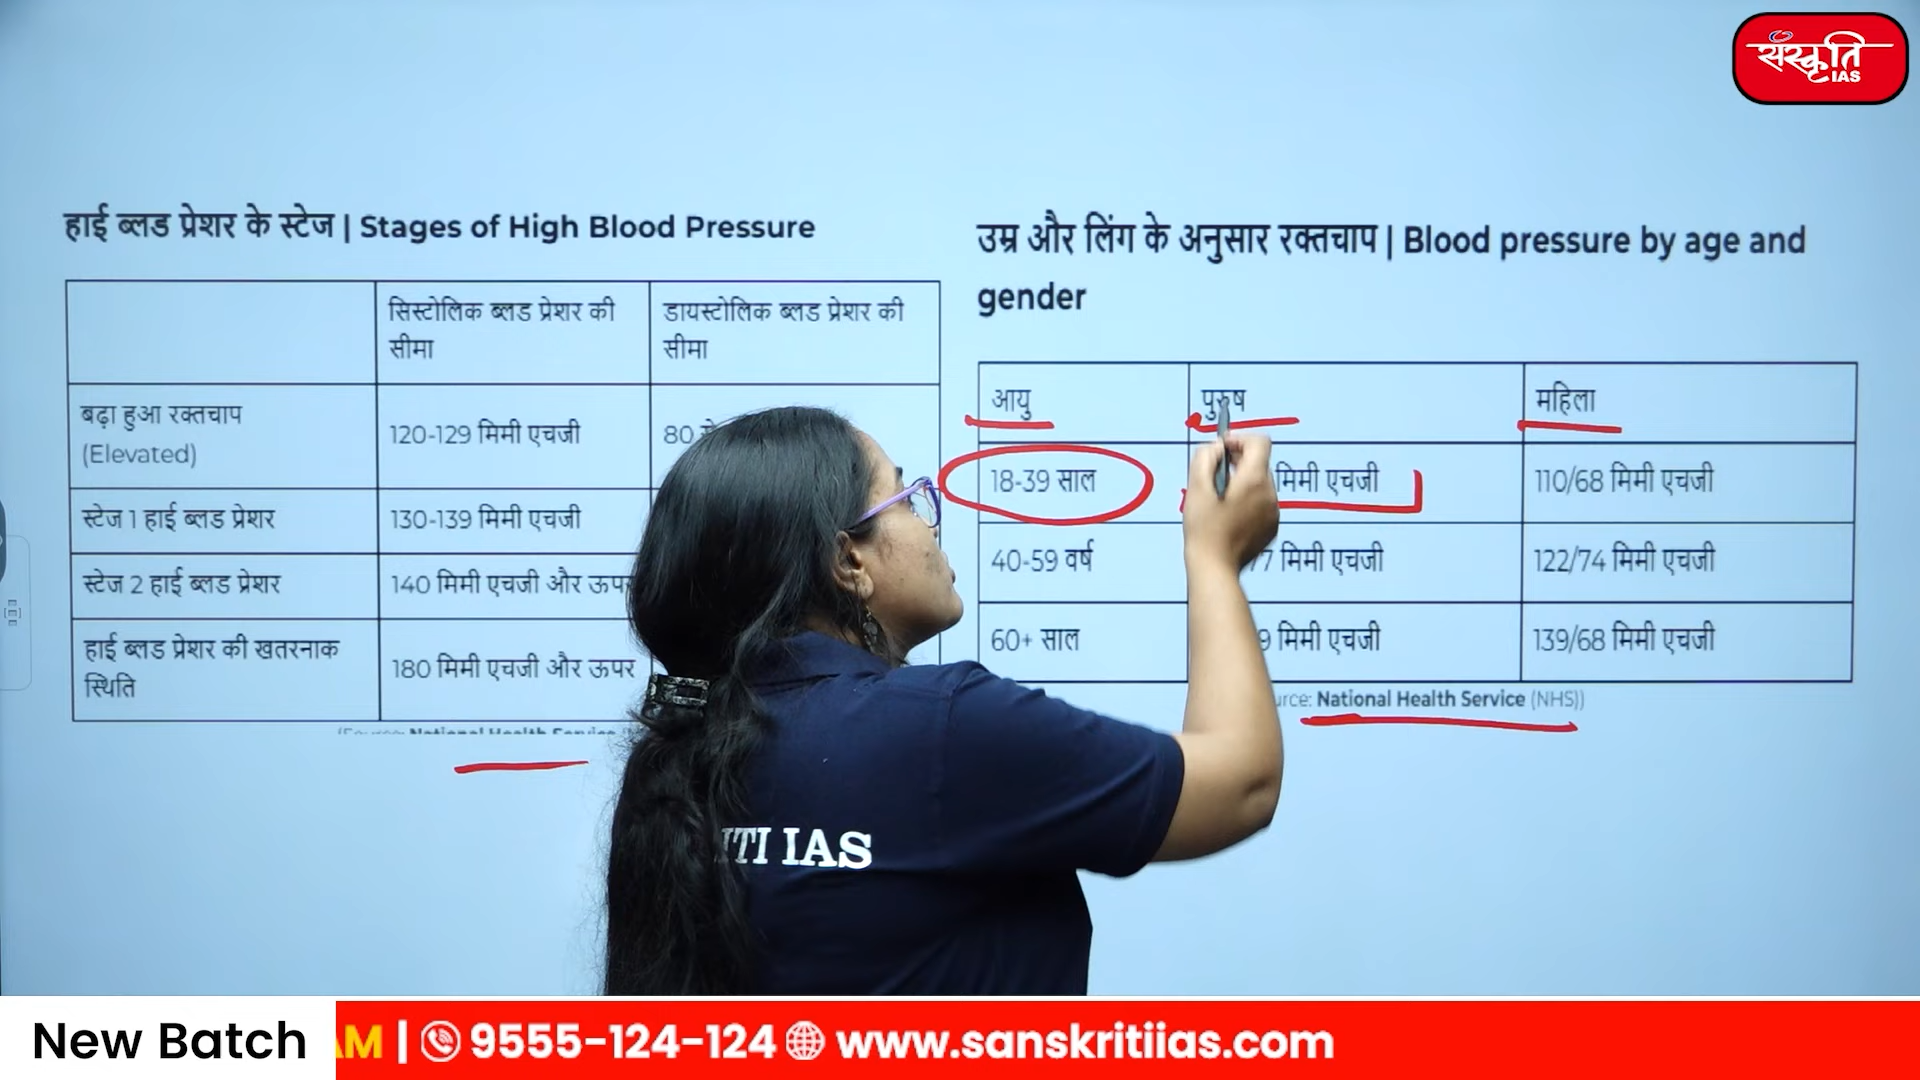 संस्कृति
IAS
हाई ब्लड प्रेशर के स्टेज | Stages of High Blood Pressure
सिस्टोलिक ब्लड प्रेशर की
सीमा
डायस्टोलिक ब्लड प्रेशर की
सीमा
बढ़ा हुआ रक्तचाप
(Elevated)
120-129 मिमी एचजी
80
स्टेज 1 हाई ब्लड प्रेशर
130-139 मिमी एचजी
स्टेज 2 हाई ब्लड प्रेशर
140 मिमी एचजी और ऊपर
हाई ब्लड प्रेशर की खतरनाक
स्थिति
180 मिमी एचजी और ऊपर
National Health Service
उम्र और लिंग के अनुसार रक्तचाप | Blood pressure by age and
gender
आयु
पुरुष
महिला
18-39 साल
मिमी एचजी
110/68 मिमी एचजी
40-59 वर्ष
मिमी एचजी
122/74 मिमी एचजी
60+ साल
मिमी एचजी
139/68 मिमी एचजी
National Health Service (NHS))
ITI IAS
New Batch
AM | 9555-124-124 www.sanskritiias.com